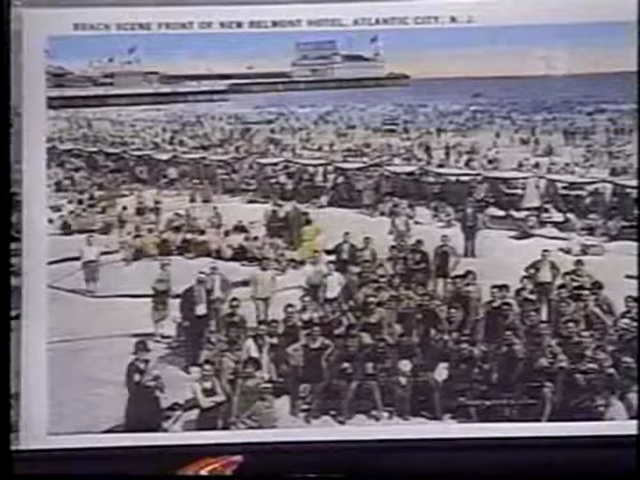 BEACH SCENE FRONT OF NEW BELMONT HOTEL, ATLANTIC CITY, N. J.